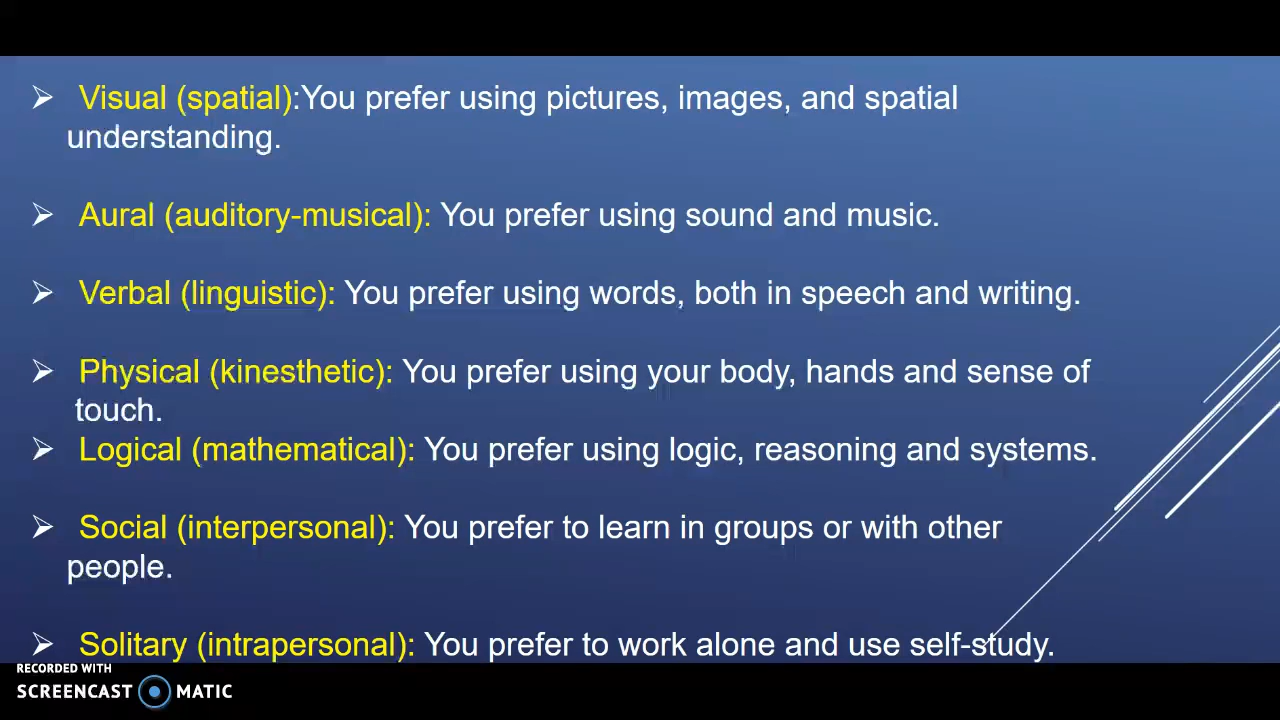 ➢ Visual (spatial):You prefer using pictures, images, and spatial
understanding.
➢ Aural (auditory-musical): You prefer using sound and music.
➢ Verbal (linguistic): You prefer using words, both in speech and writing.
➢ Physical (kinesthetic): You prefer using your body, hands and sense of
touch.
➢ Logical (mathematical): You prefer using logic, reasoning and systems.
➢ Social (interpersonal): You prefer to learn in groups or with other
people.
➢ Solitary (intrapersonal): You prefer to work alone and use self-study.
RECORDED WITH
SCREENCAST MATIC